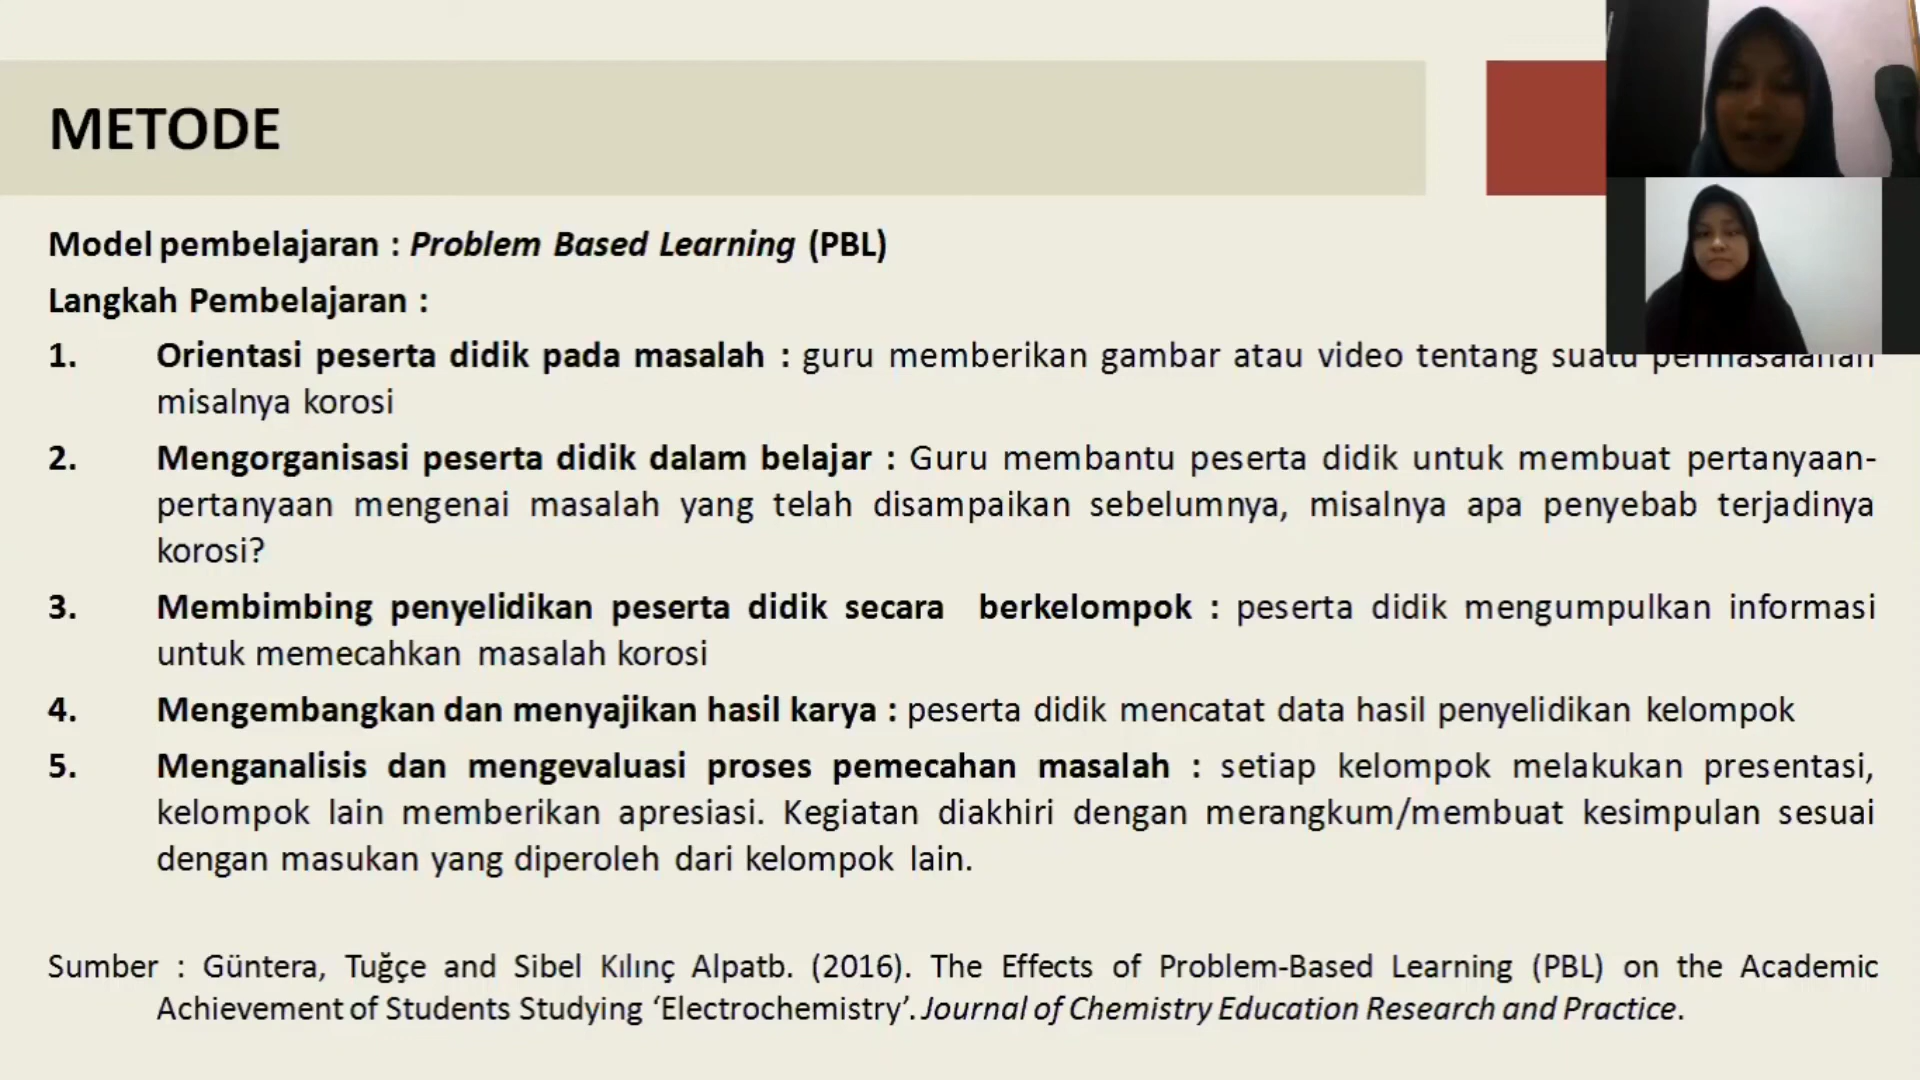 METODE
Model pembelajaran : Problem Based Learning (PBL)
Langkah Pembelajaran :
1. Orientasi peserta didik pada masalah : guru memberikan gambar atau video tentang suatu permasalahan
misalnya korosi
2. Mengorganisasi peserta didik dalam belajar : Guru membantu peserta didik untuk membuat pertanyaan-
pertanyaan mengenai masalah yang telah disampaikan sebelumnya, misalnya apa penyebab terjadinya
korosi?
3. Membimbing penyelidikan peserta didik secara berkelompok : peserta didik mengumpulkan informasi
untuk memecahkan masalah korosi
4. Mengembangkan dan menyajikan hasil karya : peserta didik mencatat data hasil penyelidikan kelompok
5. Menganalisis dan mengevaluasi proses pemecahan masalah : setiap kelompok melakukan presentasi,
kelompok lain memberikan apresiasi. Kegiatan diakhiri dengan merangkum/membuat kesimpulan sesuai
dengan masukan yang diperoleh dari kelompok lain.
Sumber : Güntera, Tuğçe and Sibel Kılınç Alpatb. (2016). The Effects of Problem-Based Learning (PBL) on the Academic
Achievement of Students Studying ‘Electrochemistry’. Journal of Chemistry Education Research and Practice.